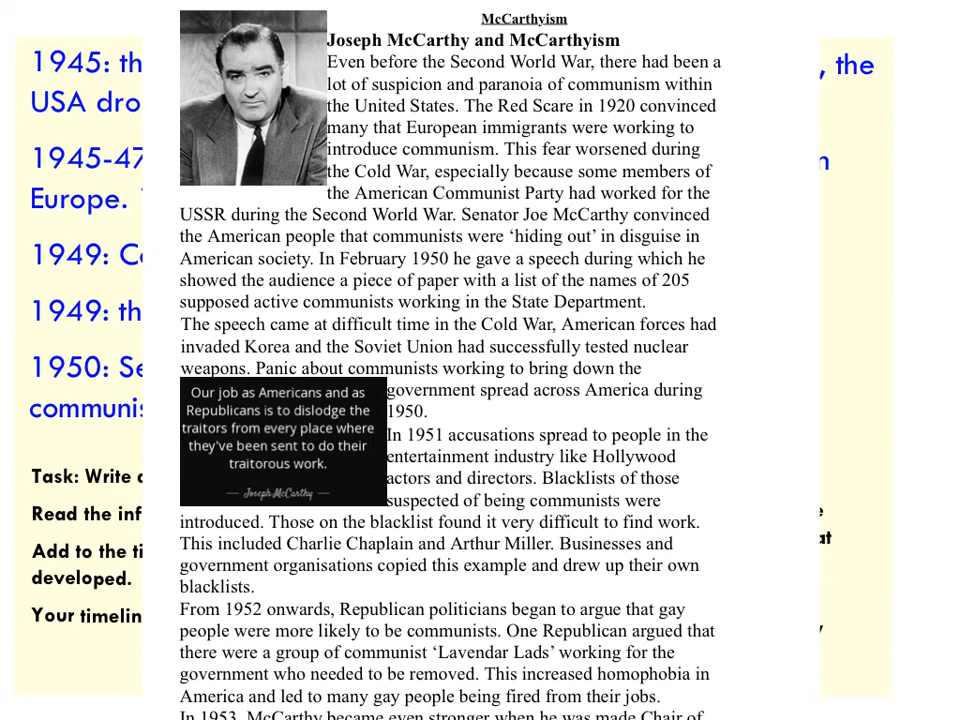 McCarthyism
Joseph McCarthy and McCarthyism
Even before the Second World War, there had been a
lot of suspicion and paranoia of communism within
the United States. The Red Scare in 1920 convinced
many that European immigrants were working to
introduce communism. This fear worsened during
the Cold War, especially because some members of
the American Communist Party had worked for the
USSR during the Second World War. Senator Joe McCarthy convinced
the American people that communists were ‘hiding out’ in disguise in
American society. In February 1950 he gave a speech during which he
showed the audience a piece of paper with a list of the names of 205
supposed active communists working in the State Department.
The speech came at difficult time in the Cold War, American forces had
invaded Korea and the Soviet Union had successfully tested nuclear
weapons. Panic about communists working to bring down the
government spread across America during
1950.
In 1951 accusations spread to people in the
entertainment industry like Hollywood
actors and directors. Blacklists of those
suspected of being communists were
introduced. Those on the blacklist found it very difficult to find work.
This included Charlie Chaplain and Arthur Miller. Businesses and
government organisations copied this example and drew up their own
blacklists.
From 1952 onwards, Republican politicians began to argue that gay
people were more likely to be communists. One Republican argued that
there were a group of communist ‘Lavendar Lads’ working for the
government who needed to be removed. This increased homophobia in
America and led to many gay people being fired from their jobs.
In 1953, McCarthy became even stronger when he was made Chair of
Our job as Americans and as
Republicans is to dislodge the
traitors from every place where
they've been sent to do their
traitorous work.
— Joseph McCarthy —
1945: th
USA dro
, the
1945-47
Europe.
1949: Co
1949: th
1950: Se
communis
Task: Write
Read the inf
Add to the ti
developed.
Your timelin